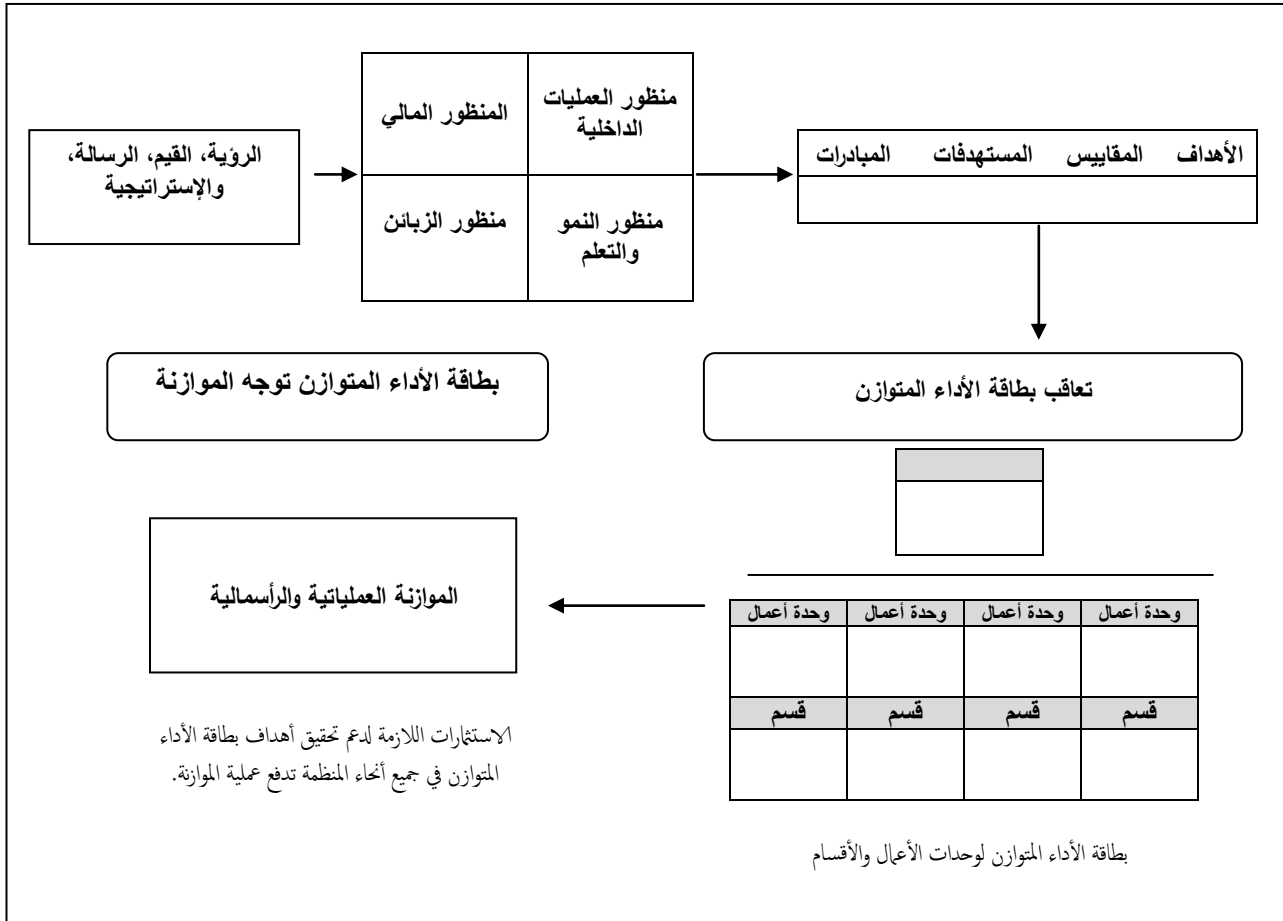 الرؤية، القيم، الرسالة،
والإستراتيجية
المنظور المالي
منظور العمليات
الداخلية
منظور الزبائن
منظور النمو
والتعلم
الأهداف المقاييس المستهدفات المبادرات
بطاقة الأداء المتوازن توجه الموازنة
تعاقب بطاقة الأداء المتوازن
الموازنة العملياتية والرأسمالية
وحدة أعمال وحدة أعمال وحدة أعمال وحدة أعمال
قسم قسم قسم قسم
الاستثمارات اللازمة لدعم تحقيق أهداف بطاقة الأداء
المتوازن في جميع أنحاء المنظمة تدفع عملية الموازنة.
بطاقة الأداء المتوازن لوحدات الأعمال والأقسام